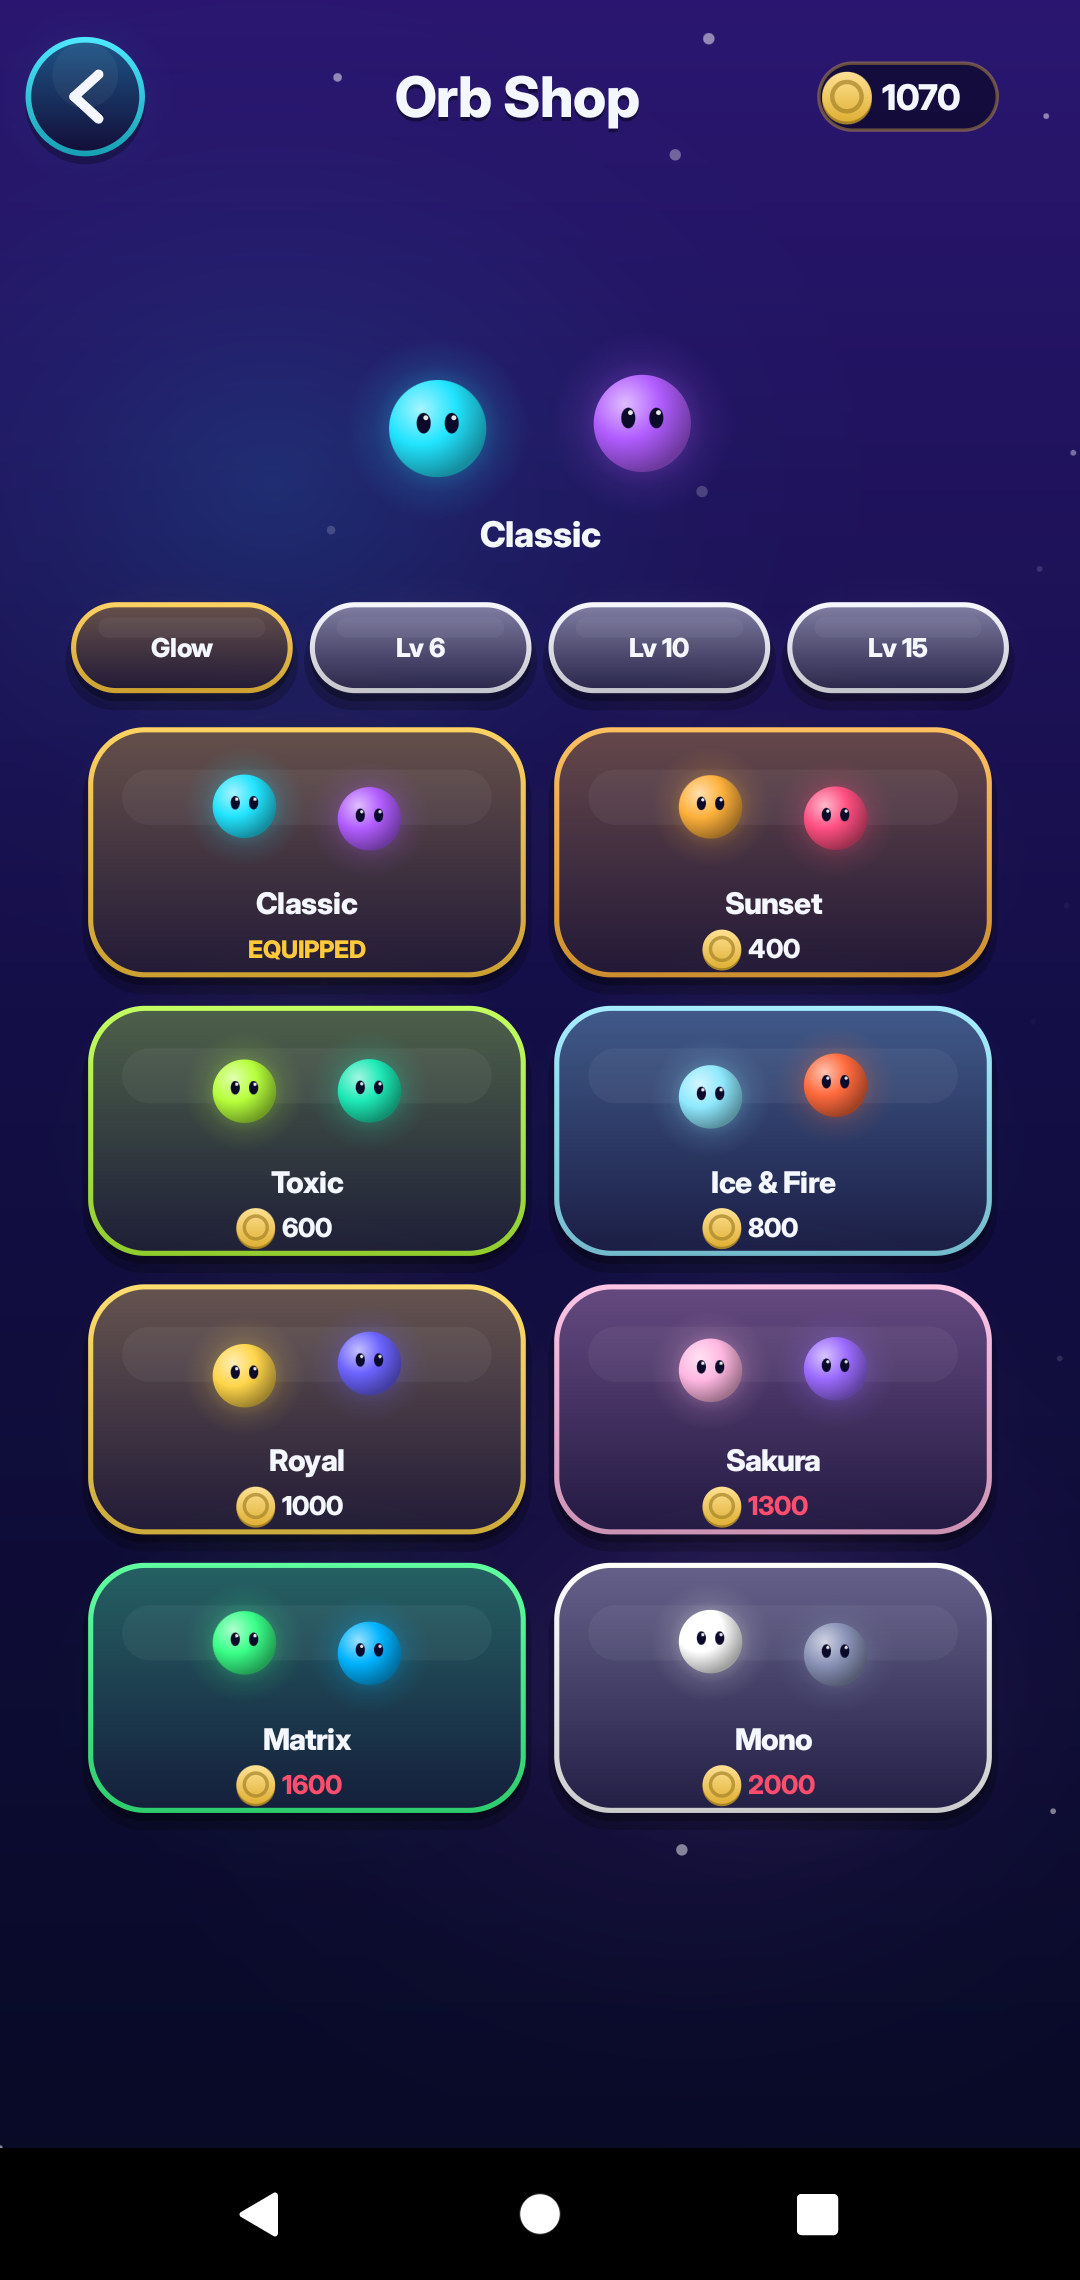 Orb Shop
1070
Classic
Glow
Lv 6
Lv 10
Lv 15
Classic
EQUIPPED
Sunset
400
Toxic
600
Ice & Fire
800
Royal
1000
Sakura
1300
Matrix
1600
Mono
2000